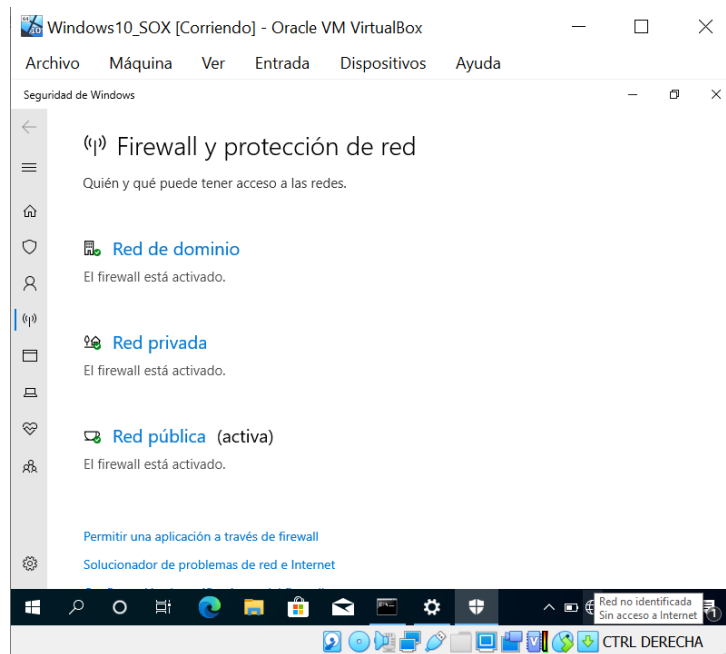 Windows10_SOX [Corriendo] - Oracle VM VirtualBox
Archivo Máquina Ver Entrada Dispositivos Ayuda
Seguridad de Windows
Firewall y protección de red
Quién y qué puede tener acceso a las redes.
Red de dominio
El firewall está activado.
Red privada
El firewall está activado.
Red pública (activa)
El firewall está activado.
Permitir una aplicación a través de firewall
Solucionador de problemas de red e Internet
Red no identificada
Sin acceso a Internet
1
CTRL DERECHA